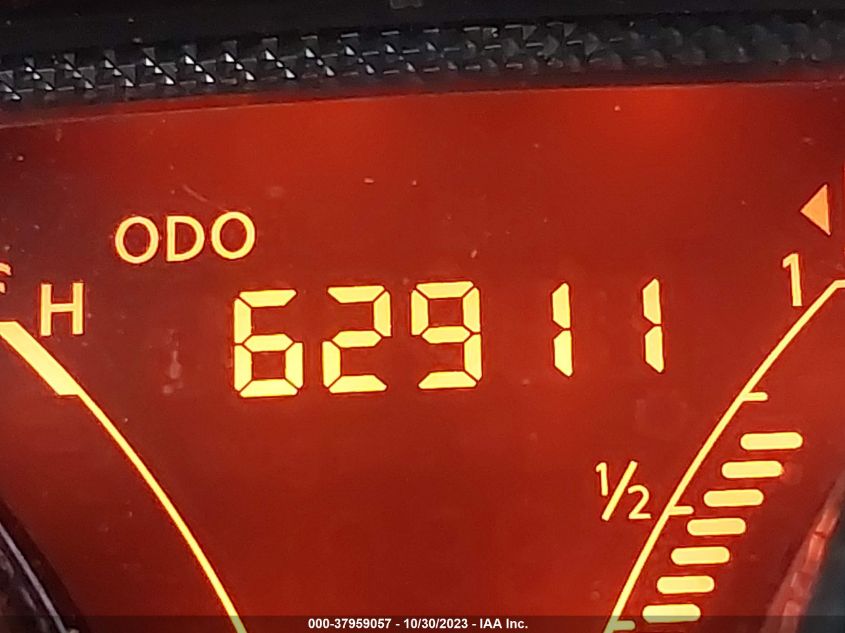 ODO
H
62911
1
1/2
000-37959057 - 10/30/2023 - IAA Inc.